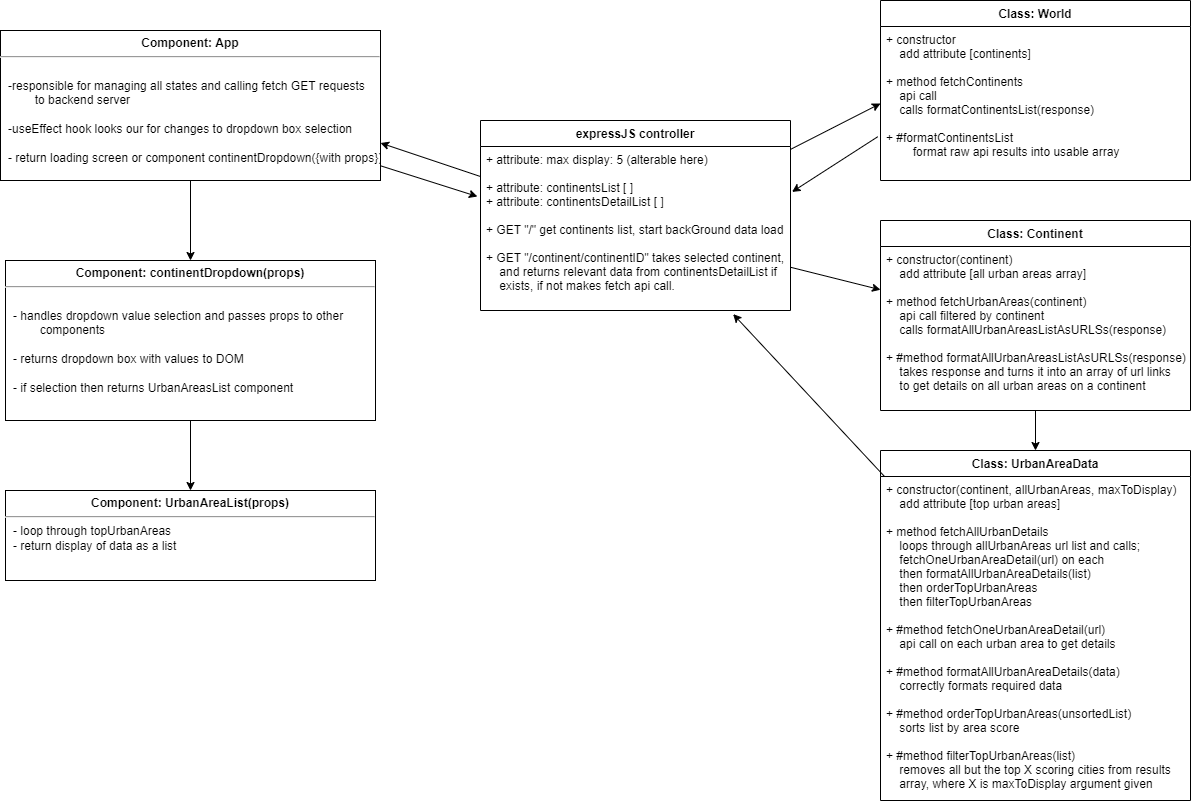 Component: App
-responsible for managing all states and calling fetch GET requests
to backend server
-useEffect hook looks our for changes to dropdown box selection
- return loading screen or component continentDropdown({with props}
Component: continentDropdown(props)
- handles dropdown value selection and passes props to other
components
- returns dropdown box with values to DOM
- if selection then returns UrbanAreasList component
Component: UrbanAreaList(props)
- loop through topUrbanAreas
- return display of data as a list
expressJS controller
+ attribute: max display: 5 (alterable here)
+ attribute: continentsList [ ]
+ attribute: continentsDetailList [ ]
+ GET "/" get continents list, start backGround data load
+ GET "/continent/continentID" takes selected continent,
and returns relevant data from continentsDetailList if
exists, if not makes fetch api call.
Class: World
+ constructor
add attribute [continents]
+ method fetchContinents
api call
calls formatContinentsList(response)
+ #formatContinentsList
format raw api results into usable array
Class: Continent
+ constructor(continent)
add attribute [all urban areas array]
+ method fetchUrbanAreas(continent)
api call filtered by continent
calls formatAllUrbanAreasListAsURLSs(response)
+ #method formatAllUrbanAreasListAsURLSs(response)
takes response and turns it into an array of url links
to get details on all urban areas on a continent
Class: UrbanAreaData
+ constructor(continent, allUrbanAreas, maxToDisplay)
add attribute [top urban areas]
+ method fetchAllUrbanDetails
loops through allUrbanAreas url list and calls;
fetchOneUrbanAreaDetail(url) on each
then formatAllUrbanAreaDetails(list)
then orderTopUrbanAreas
then filterTopUrbanAreas
+ #method fetchOneUrbanAreaDetail(url)
api call on each urban area to get details
+ #method formatAllUrbanAreaDetails(data)
correctly formats required data
+ #method orderTopUrbanAreas(unsortedList)
sorts list by area score
+ #method filterTopUrbanAreas(list)
removes all but the top X scoring cities from results
array, where X is maxToDisplay argument given